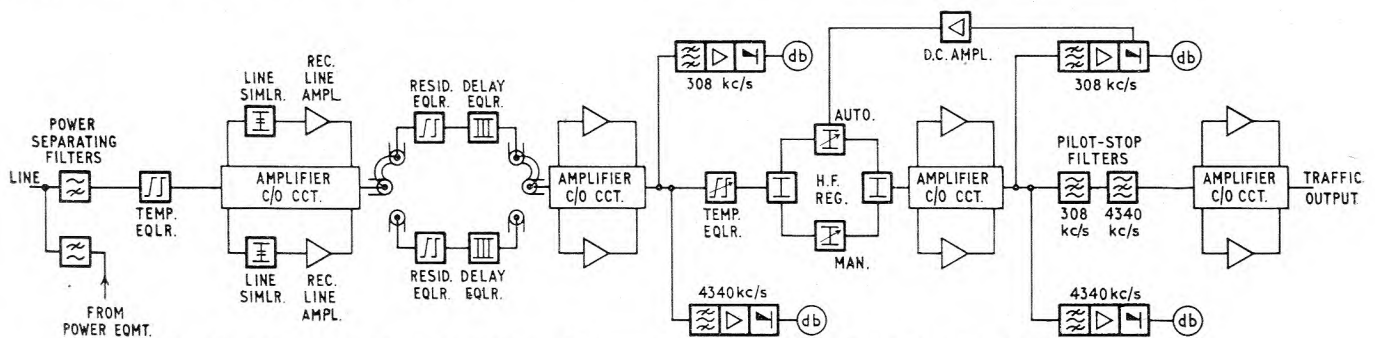 LINE
POWER
SEPARATING
FILTERS
FROM
POWER EQMT.
TEMP.
EQLR.
LINE
SIMLR.
REC.
LINE
AMPL.
AMPLIFIER
C/O CCT.
LINE
SIMLR.
REC.
LINE
AMPL.
RESID.
EQLR.
DELAY
EQLR.
RESID.
EQLR.
DELAY
EQLR.
AMPLIFIER
C/O CCT.
308 kc/s
db
4340 kc/s
db
TEMP.
EQLR.
AUTO.
H.F.
REG.
MAN.
D.C. AMPL.
AMPLIFIER
C/O CCT.
308 kc/s
db
PILOT-STOP
FILTERS
308
kc/s
4340
kc/s
4340 kc/s
db
AMPLIFIER
C/O CCT.
TRAFFIC
OUTPUT